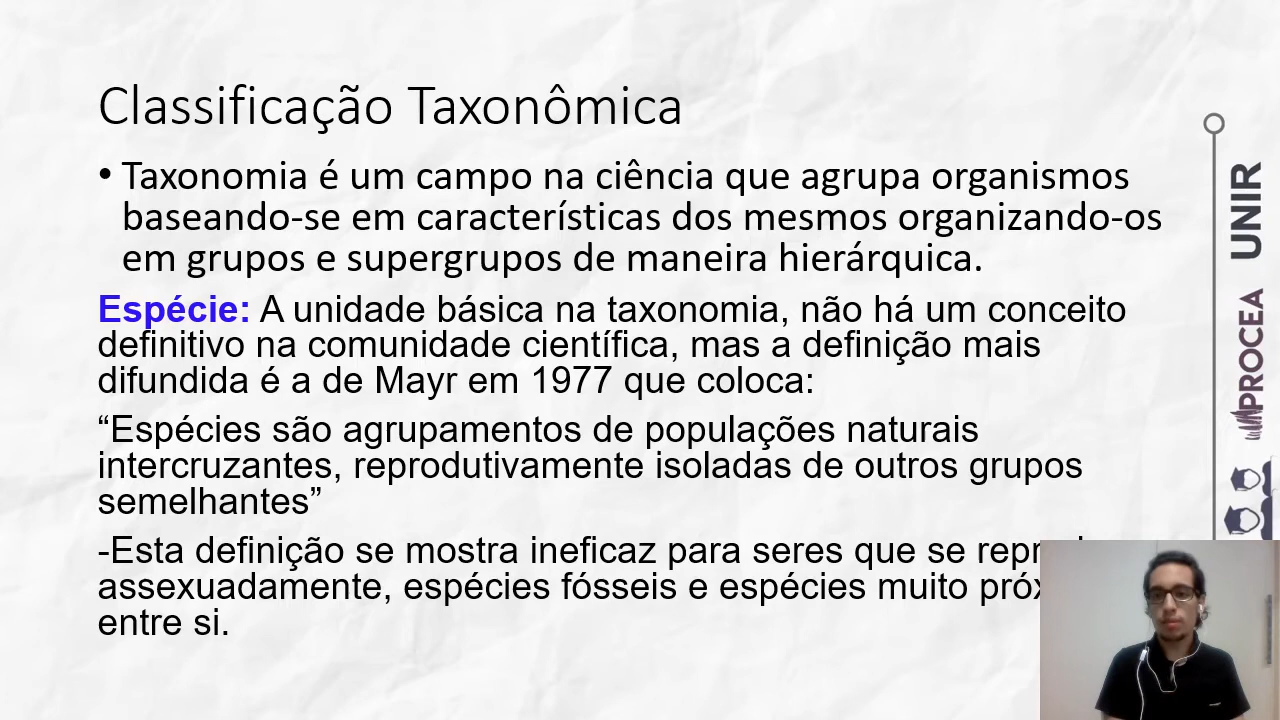 Classificação Taxonômica
• Taxonomia é um campo na ciência que agrupa organismos
baseando-se em características dos mesmos organizando-os
em grupos e supergrupos de maneira hierárquica.
Espécie: A unidade básica na taxonomia, não há um conceito
definitivo na comunidade científica, mas a definição mais
difundida é a de Mayr em 1977 que coloca:
“Espécies são agrupamentos de populações naturais
intercruzantes, reprodutivamente isoladas de outros grupos
semelhantes”
-Esta definição se mostra ineficaz para seres que se
assexuadamente, espécies fósseis e espécies muito
entre si.
UNIR
PROCEA